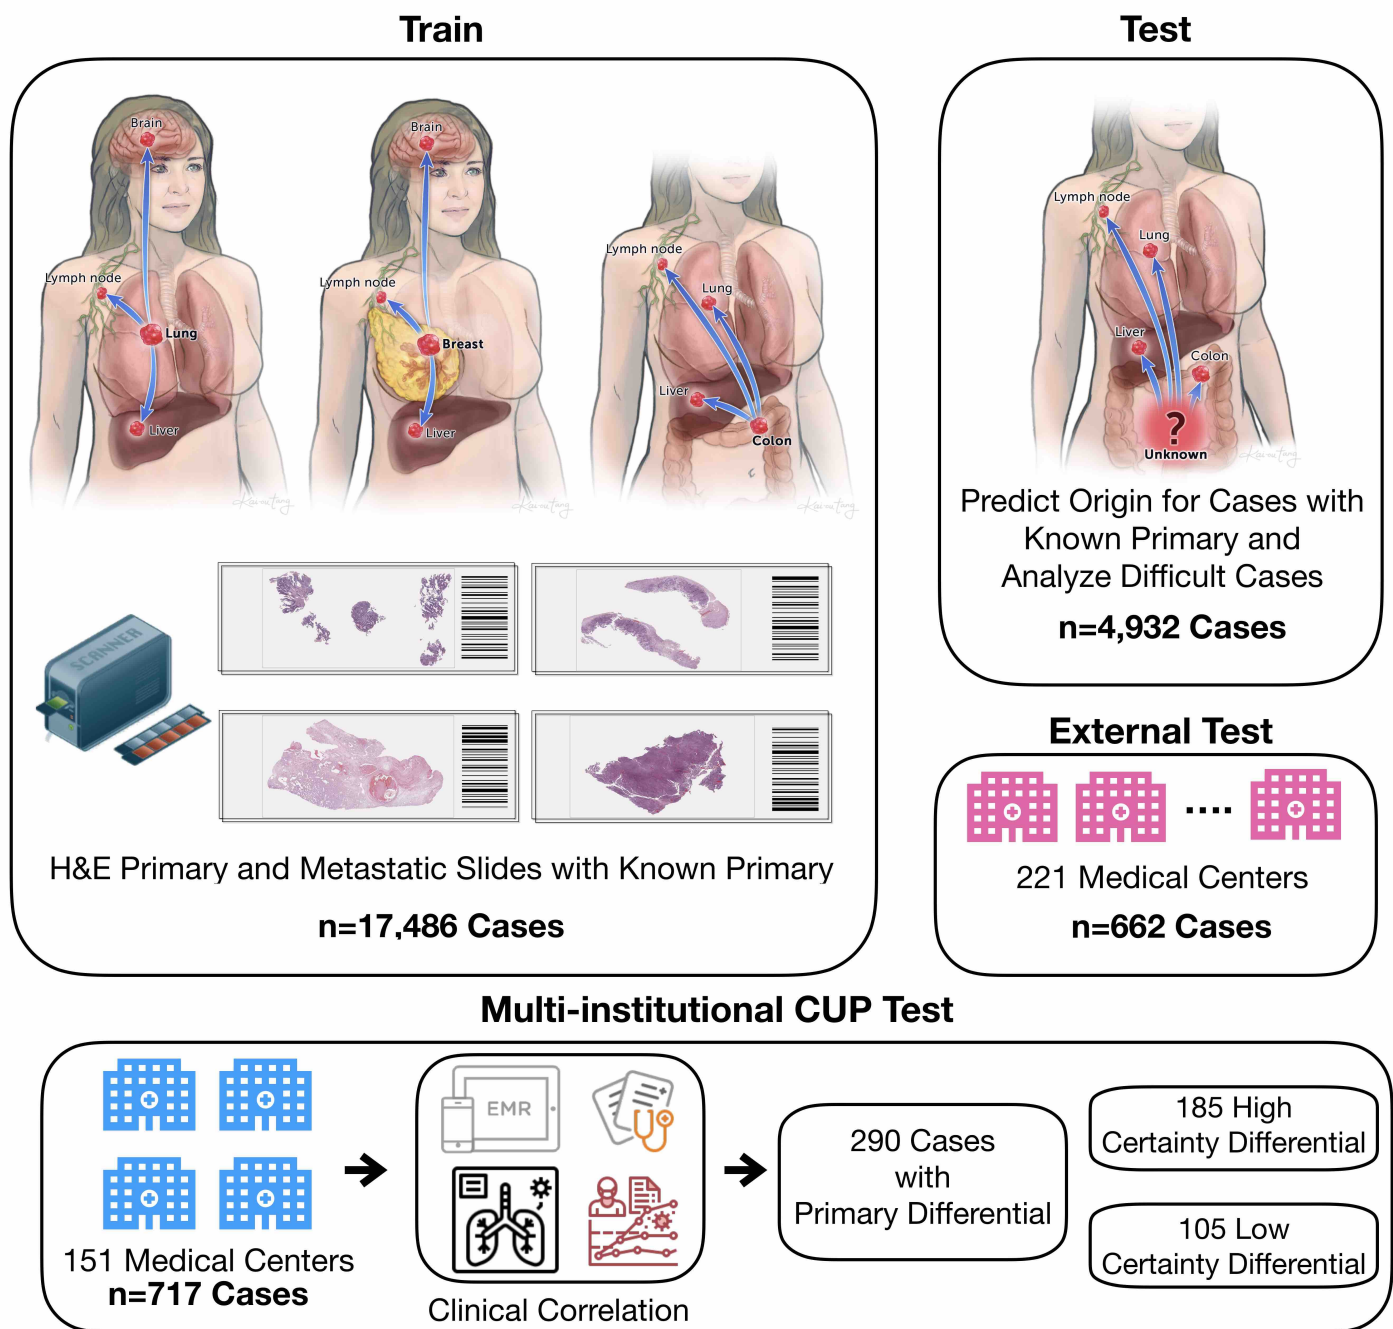 Train
Brain
Lymph node
Lung
Liver
Brain
Lymph node
Breast
Liver
Lymph node
Lung
Liver
Colon
SCANNER
H&E Primary and Metastatic Slides with Known Primary
n=17,486 Cases
Test
Lymph node
Lung
Liver
Colon
?
Unknown
Predict Origin for Cases with
Known Primary and
Analyze Difficult Cases
n=4,932 Cases
External Test
....
221 Medical Centers
n=662 Cases
Multi-institutional CUP Test
151 Medical Centers
n=717 Cases
EMR
Clinical Correlation
290 Cases
with
Primary Differential
185 High
Certainty Differential
105 Low
Certainty Differential